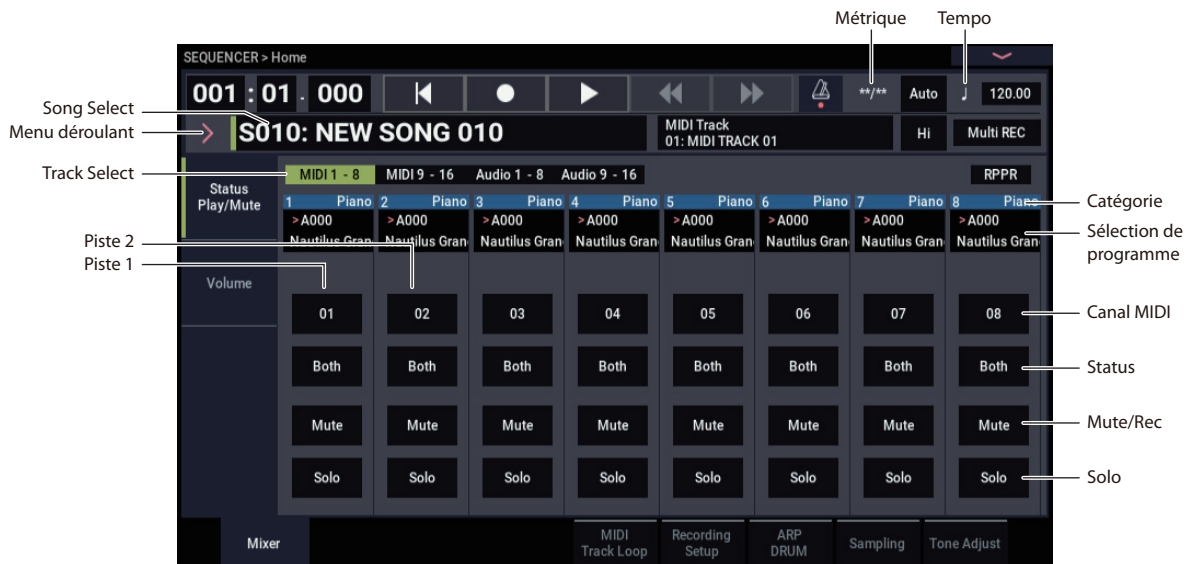 Métrique Tempo
SEQUENCER > Home
001 : 01 . 000 **/** Auto ♩ 120.00
Song Select
Menu déroulant
S010: NEW SONG 010 MIDI Track Hi Multi REC
01: MIDI TRACK 01
Track Select
MIDI 1 - 8 MIDI 9 - 16 Audio 1 - 8 Audio 9 - 16 RPPR
Status
Play/Mute
1 Piano 2 Piano 3 Piano 4 Piano 5 Piano 6 Piano 7 Piano 8 Piano
Catégorie
>A000 >A000 >A000 >A000 >A000 >A000 >A000 >A000
Nautilus Gran Nautilus Gran Nautilus Gran Nautilus Gran Nautilus Gran Nautilus Gran Nautilus Gran Nautilus Gran
Sélection de
programme
Piste 2
Piste 1
Volume
01 02 03 04 05 06 07 08 Canal MIDI
Both Both Both Both Both Both Both Both Status
Mute Mute Mute Mute Mute Mute Mute Mute Mute/Rec
Solo Solo Solo Solo Solo Solo Solo Solo Solo
Mixer
MIDI
Track Loop
Recording
Setup
ARP
DRUM
Sampling
Tone Adjust